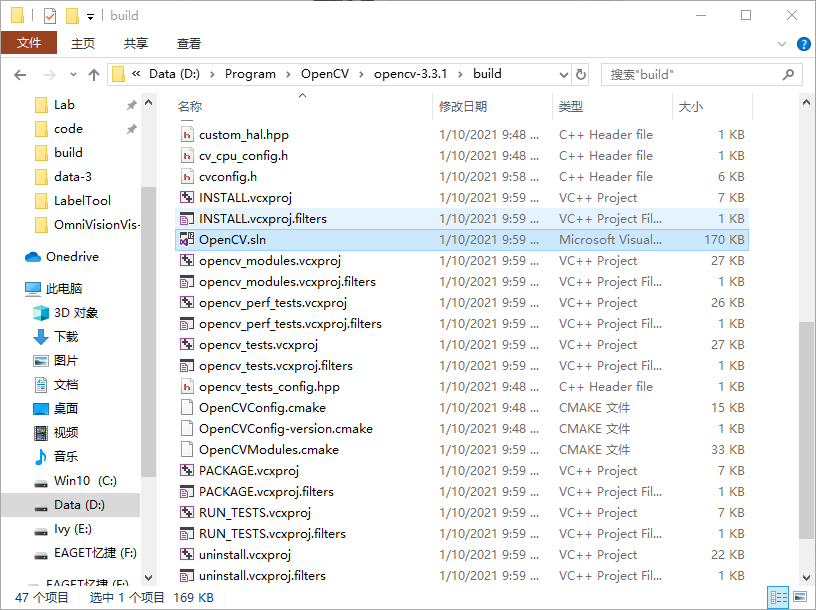 build
文件 主页 共享 查看
« Data (D:) › Program › OpenCV › opencv-3.3.1 › build
搜索"build"
Lab
code
build
data-3
LabelTool
OmniVisionVis-
Onedrive
此电脑
3D 对象
下载
图片
文档
桌面
视频
音乐
Win10 (C:)
Data (D:)
Ivy (E:)
EAGET忆捷 (F:)
EAGET忆捷 (F:)
名称 修改日期 类型 大小
custom_hal.hpp 1/10/2021 9:48 ... C++ Header file 1 KB
cv_cpu_config.h 1/10/2021 9:48 ... C++ Header file 1 KB
cvconfig.h 1/10/2021 9:58 ... C++ Header file 6 KB
INSTALL.vcxproj 1/10/2021 9:59 ... VC++ Project 7 KB
INSTALL.vcxproj.filters 1/10/2021 9:59 ... VC++ Project Fil... 1 KB
OpenCV.sln 1/10/2021 9:59 ... Microsoft Visual... 170 KB
opencv_modules.vcxproj 1/10/2021 9:59 ... VC++ Project 27 KB
opencv_modules.vcxproj.filters 1/10/2021 9:59 ... VC++ Project Fil... 1 KB
opencv_perf_tests.vcxproj 1/10/2021 9:59 ... VC++ Project 26 KB
opencv_perf_tests.vcxproj.filters 1/10/2021 9:59 ... VC++ Project Fil... 1 KB
opencv_tests.vcxproj 1/10/2021 9:59 ... VC++ Project 27 KB
opencv_tests.vcxproj.filters 1/10/2021 9:59 ... VC++ Project Fil... 1 KB
opencv_tests_config.hpp 1/10/2021 9:48 ... C++ Header file 1 KB
OpenCVConfig.cmake 1/10/2021 9:48 ... CMAKE 文件 15 KB
OpenCVConfig-version.cmake 1/10/2021 9:48 ... CMAKE 文件 1 KB
OpenCVModules.cmake 1/10/2021 9:59 ... CMAKE 文件 33 KB
PACKAGE.vcxproj 1/10/2021 9:59 ... VC++ Project 7 KB
PACKAGE.vcxproj.filters 1/10/2021 9:59 ... VC++ Project Fil... 1 KB
RUN_TESTS.vcxproj 1/10/2021 9:59 ... VC++ Project 7 KB
RUN_TESTS.vcxproj.filters 1/10/2021 9:59 ... VC++ Project Fil... 1 KB
uninstall.vcxproj 1/10/2021 9:59 ... VC++ Project 22 KB
uninstall.vcxproj.filters 1/10/2021 9:59 ... VC++ Project Fil... 1 KB
47 个项目 选中 1 个项目 169 KB